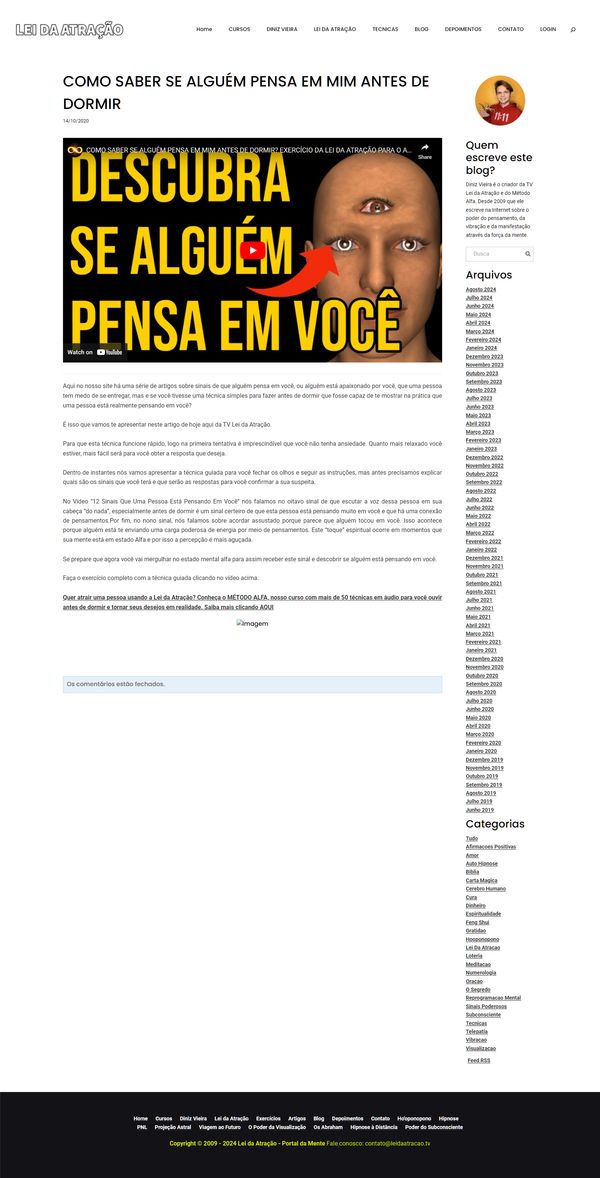 LEI DA ATRAÇÃO
Home CURSOS DINIZ VIEIRA LEI DA ATRAÇÃO TECNICAS BLOG DEPOIMENTOS CONTATO LOGIN
COMO SABER SE ALGUÉM PENSA EM MIM ANTES DE
DORMIR
14/10/2020
COMO SABER SE ALGUÉM PENSA EM MIM ANTES DE DORMIR? EXERCÍCIO DA LEI DA ATRAÇÃO PARA O A...
Share
DESCUBRA
SE ALGUÉM
PENSA EM VOCÊ
Watch on YouTube
Aqui no nosso site há uma série de artigos sobre sinais de que alguém pensa em você, ou alguém está apaixonado por você, que uma pessoa
tem medo de se entregar, mas e se você tivesse uma técnica simples para fazer antes de dormir que fosse capaz de te mostrar na prática que
uma pessoa está realmente pensando em você?
É isso que vamos te apresentar neste artigo de hoje aqui da TV Lei da Atração.
Para que esta técnica funcione rápido, logo na primeira tentativa é imprescindível que você não tenha ansiedade. Quanto mais relaxado você
estiver, mais fácil será para você obter a resposta que deseja.
Dentro de instantes nós vamos apresentar a técnica guiada para você fechar os olhos e seguir as instruções, mas antes precisamos explicar
quais são os sinais que você terá e que serão as respostas para você confirmar a sua suspeita.
No Vídeo "12 Sinais Que Uma Pessoa Está Pensando Em Você" nós falamos no oitavo sinal de que escutar a voz dessa pessoa em sua
cabeça "do nada", especialmente antes de dormir é um sinal certeiro de que esta pessoa está pensando muito em você e que há uma conexão
de pensamentos.Por fim, no nono sinal, nós falamos sobre acordar assustado porque parece que alguém tocou em você. Isso acontece
porque alguém está te enviando uma carga poderosa de energia por meio de pensamentos. Este "toque" espiritual ocorre em momentos que
sua mente está em estado Alfa e por isso a percepção é mais aguçada.
Se prepare que agora você vai mergulhar no estado mental alfa para assim receber este sinal e descobrir se alguém está pensando em você.
Faça o exercício completo com a técnica guiada clicando no vídeo acima.
Quer atrair uma pessoa usando a Lei da Atração? Conheça o MÉTODO ALFA, nosso curso com mais de 50 técnicas em áudio para você ouvir
antes de dormir e tornar seus desejos em realidade. Saiba mais clicando AQUI
Imagem
Os comentários estão fechados.
11:11
Quem
escreve este
blog?
Diniz Vieira é o criador da TV
Lei da Atração e do Método
Alfa. Desde 2009 que ele
escreve na Internet sobre o
poder do pensamento, da
vibração e da manifestação
através da força da mente.
Busca
Arquivos
Agosto 2024
Julho 2024
Junho 2024
Maio 2024
Abril 2024
Março 2024
Fevereiro 2024
Janeiro 2024
Dezembro 2023
Novembro 2023
Outubro 2023
Setembro 2023
Agosto 2023
Julho 2023
Junho 2023
Maio 2023
Abril 2023
Março 2023
Fevereiro 2023
Janeiro 2023
Dezembro 2022
Novembro 2022
Outubro 2022
Setembro 2022
Agosto 2022
Julho 2022
Junho 2022
Maio 2022
Abril 2022
Março 2022
Fevereiro 2022
Janeiro 2022
Dezembro 2021
Novembro 2021
Outubro 2021
Setembro 2021
Agosto 2021
Julho 2021
Junho 2021
Maio 2021
Abril 2021
Março 2021
Fevereiro 2021
Janeiro 2021
Dezembro 2020
Novembro 2020
Outubro 2020
Setembro 2020
Agosto 2020
Julho 2020
Junho 2020
Maio 2020
Abril 2020
Março 2020
Fevereiro 2020
Janeiro 2020
Dezembro 2019
Novembro 2019
Outubro 2019
Setembro 2019
Agosto 2019
Julho 2019
Junho 2019
Categorias
Tudo
Afirmacoes Positivas
Amor
Auto Hipnose
Bíblia
Carta Magica
Cerebro Humano
Cura
Dinheiro
Espiritualidade
Feng Shui
Gratidao
Hooponopono
Lei Da Atracao
Loteria
Meditacao
Numerologia
Oracao
O Segredo
Reprogramacao Mental
Sinais Poderosos
Subconsciente
Tecnicas
Telepatia
Vibracao
Visualizacao
Feed RSS
Home Cursos Diniz Vieira Lei da Atração Exercícios Artigos Blog Depoimentos Contato Ho'oponopono Hipnose
PNL Projeção Astral Viagem ao Futuro O Poder da Visualização Os Abraham Hipnose à Distância Poder do Subconsciente
Copyright © 2009 - 2024 Lei da Atração - Portal da Mente Fale conosco: contato@leidaatracao.tv